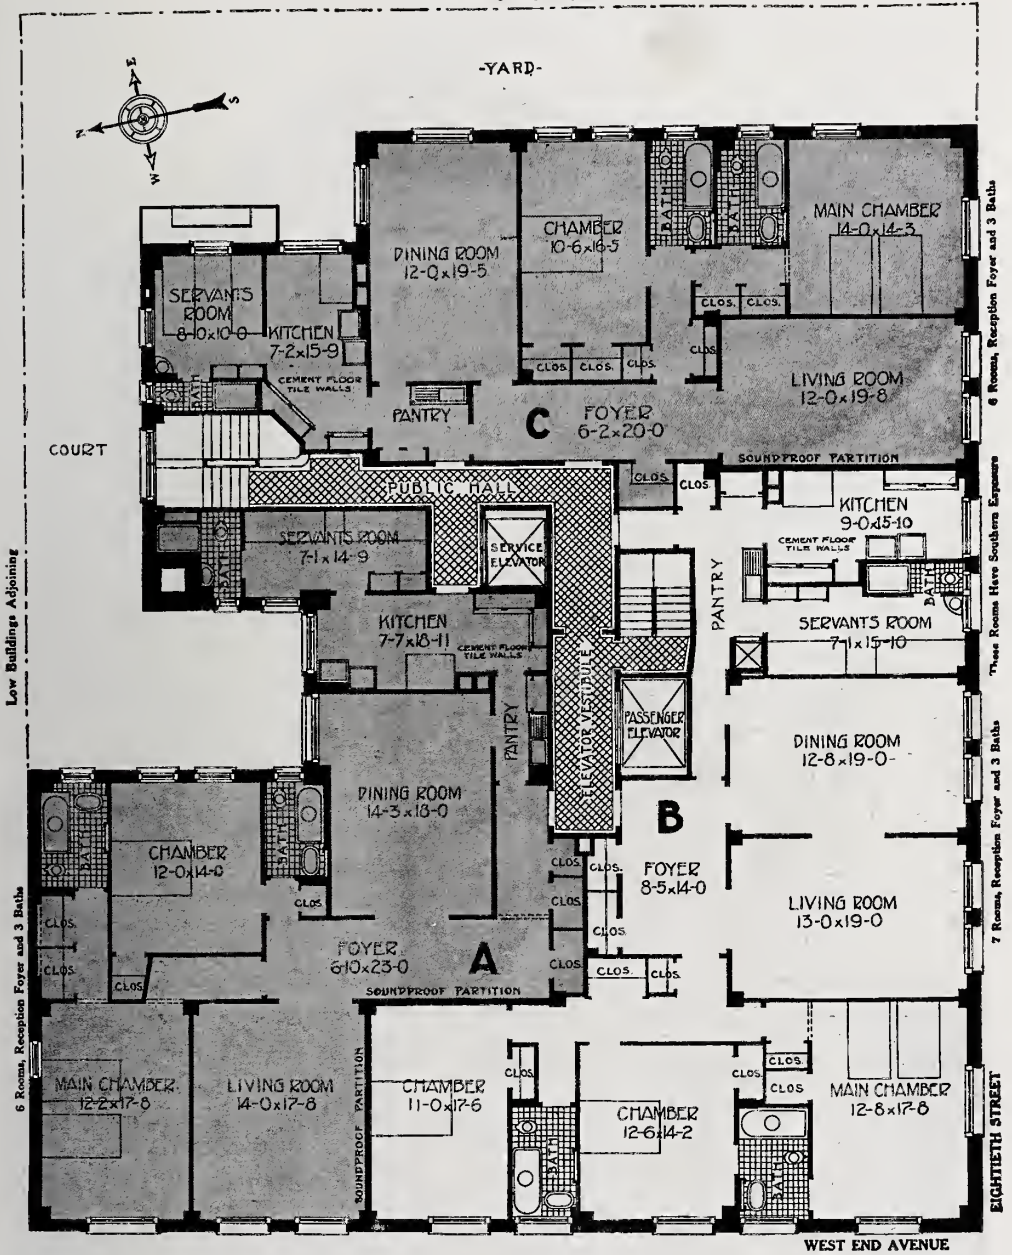 -YARD-
E
S
N
W
MAIN CHAMBER
14-0x14-3
BATH
BATH
CHAMBER
10-6x16-5
DINING ROOM
12-0x19-5
SERVANTS
ROOM
8-10x10-0
KITCHEN
7-2x15-9
CEMENT FLOOR
TILE WALLS
BATH
CLOS.
CLOS.
CLOS.
CLOS.
CLOS.
CLOS.
LIVING ROOM
12-0x19-8
PANTRY
C
FOYER
6-2x20-0
SOUNDPROOF PARTITION
COURT
PUBLIC HALL
CLOS.
CLOS.
KITCHEN
9-0x15-10
CEMENT FLOOR
TILE WALLS
SERVANTS ROOM
7-1x14-9
BATH
SERVICE
ELEVATOR
PANTRY
BATH
SERVANTS ROOM
7-1x15-10
KITCHEN
7-7x18-11
CEMENT FLOOR
TILE WALLS
ELEVATOR VESTIBULE
PASSENGER
ELEVATOR
PANTRY
DINING ROOM
12-8x19-0-
DINING ROOM
14-3x18-0
B
BATH
CHAMBER
12-0x14-0
BATH
CLOS.
CLOS.
FOYER
8-5x14-0
CLOS.
CLOS.
LIVING ROOM
13-0x19-0
CLOS.
CLOS.
CLOS.
CLOS.
CLOS.
FOYER
6-10x23-0
A
CLOS.
CLOS.
CLOS.
SOUNDPROOF PARTITION
MAIN CHAMBER
12-2x17-8
LIVING ROOM
14-0x17-8
SOUNDPROOF PARTITION
CHAMBER
11-0x17-6
CLOS.
BATH
CHAMBER
12-6x14-2
CLOS.
CLOS.
CLOS
BATH
MAIN CHAMBER
12-8x17-8
Low Buildings Adjoining
6 Rooms, Reception Foyer and 3 Baths
6 Rooms, Reception Foyer and 3 Baths
These Rooms Have Southern Exposure
7 Rooms, Reception Foyer and 3 Baths
EIGHTIETH STREET
WEST END AVENUE